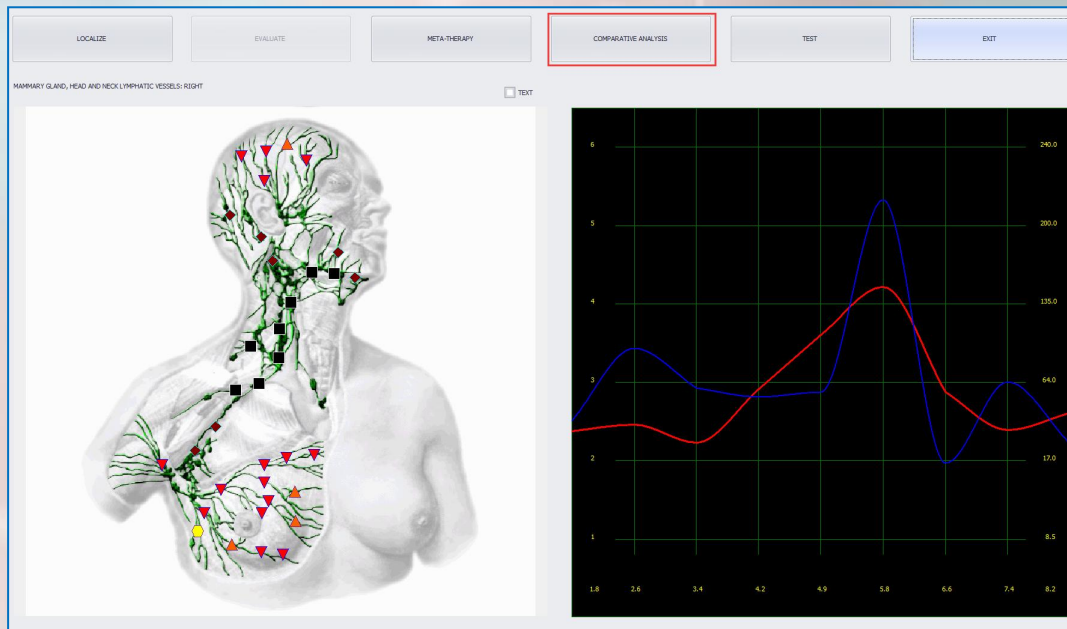 LOCALIZE EVALUATE META-THERAPY COMPARATIVE ANALYSIS TEST EXIT
MAMMARY GLAND, HEAD AND NECK LYMPHATIC VESSELS: RIGHT
TEXT
6 240.0
5 200.0
4 135.0
3 64.0
2 17.0
1 8.5
1.8 2.6 3.4 4.2 4.9 5.8 6.6 7.4 8.2